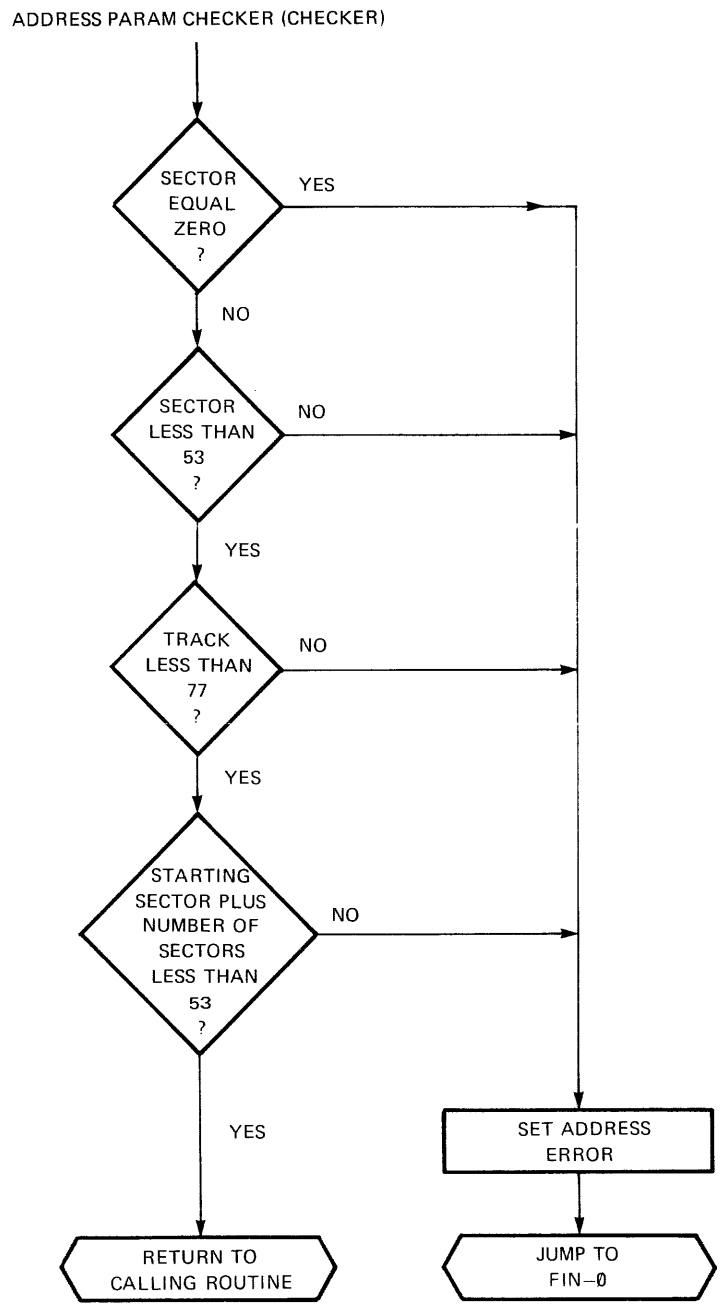 ADDRESS PARAM CHECKER (CHECKER)
SECTOR
EQUAL
ZERO
?
YES
NO
SECTOR
LESS THAN
53
?
NO
YES
TRACK
LESS THAN
77
?
NO
YES
STARTING
SECTOR PLUS
NUMBER OF
SECTORS
LESS THAN
53
?
NO
YES
SET ADDRESS
ERROR
RETURN TO
CALLING ROUTINE
JUMP TO
FIN–Ø